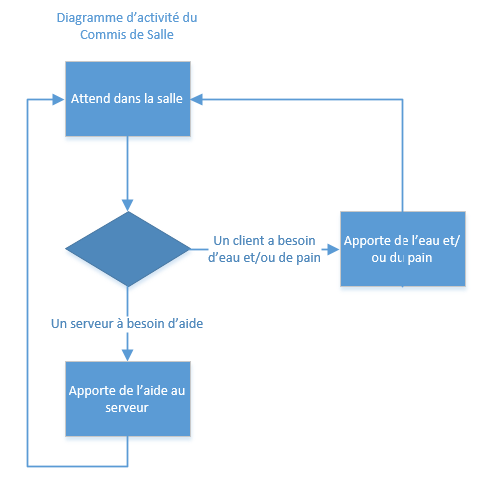 Diagramme d'activité du
Commis de Salle
Attend dans la salle
Un client a besoin
d'eau et/ou de pain
Apporte de l'eau et/
ou du pain
Un serveur à besoin d'aide
Apporte de l'aide au
serveur